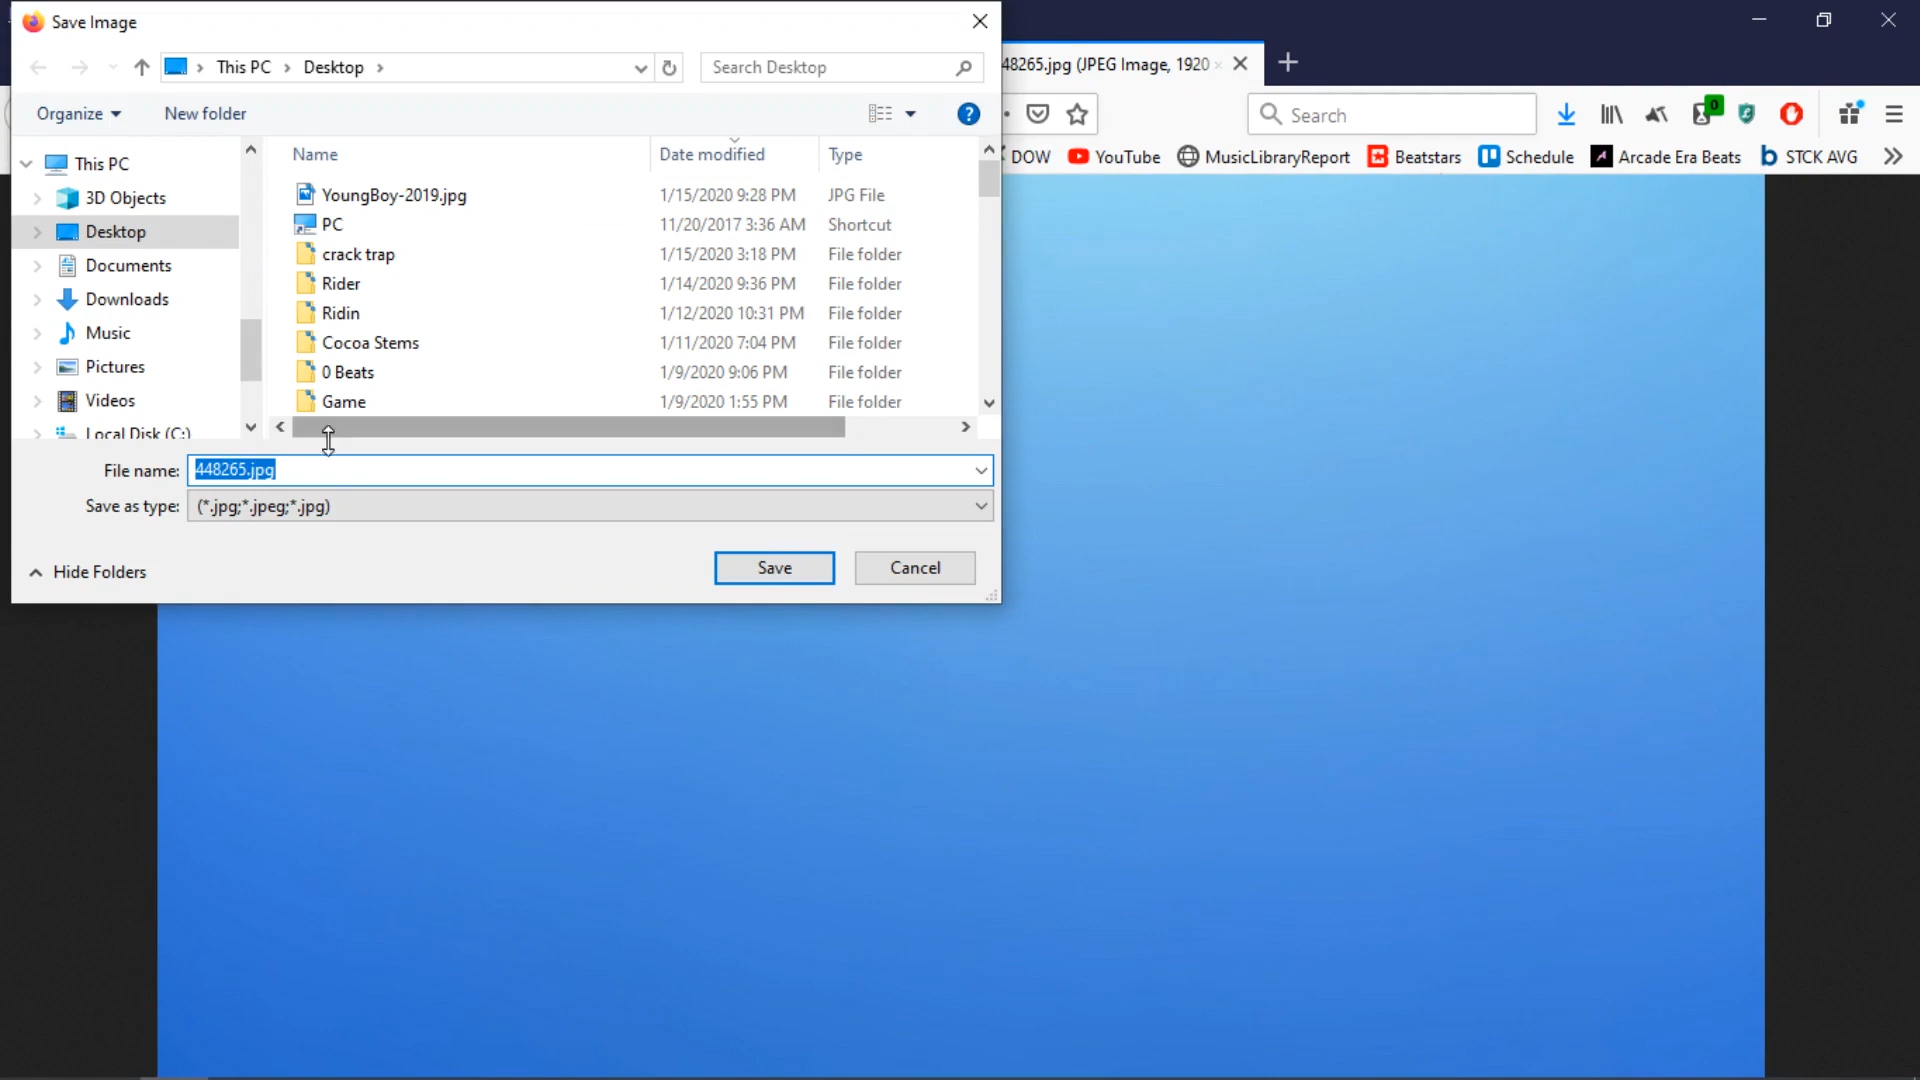 Save Image
This PC > Desktop >
Search Desktop
Organize
New folder
This PC
3D Objects
Desktop
Documents
Downloads
Music
Pictures
Videos
Local Disk (C:)
Name Date modified Type
YoungBoy-2019.jpg 1/15/2020 9:28 PM JPG File
PC 11/20/2017 3:36 AM Shortcut
crack trap 1/15/2020 3:18 PM File folder
Rider 1/14/2020 9:36 PM File folder
Ridin 1/12/2020 10:31 PM File folder
Cocoa Stems 1/11/2020 7:04 PM File folder
0 Beats 1/9/2020 9:06 PM File folder
Game 1/9/2020 1:55 PM File folder
File name: 448265.jpg
Save as type: (*.jpg;*.jpeg;*.jpg)
Hide Folders
Save
Cancel
48265.jpg (JPEG Image, 1920
Search
0
DOW YouTube MusicLibraryReport Beatstars Schedule Arcade Era Beats STCK AVG